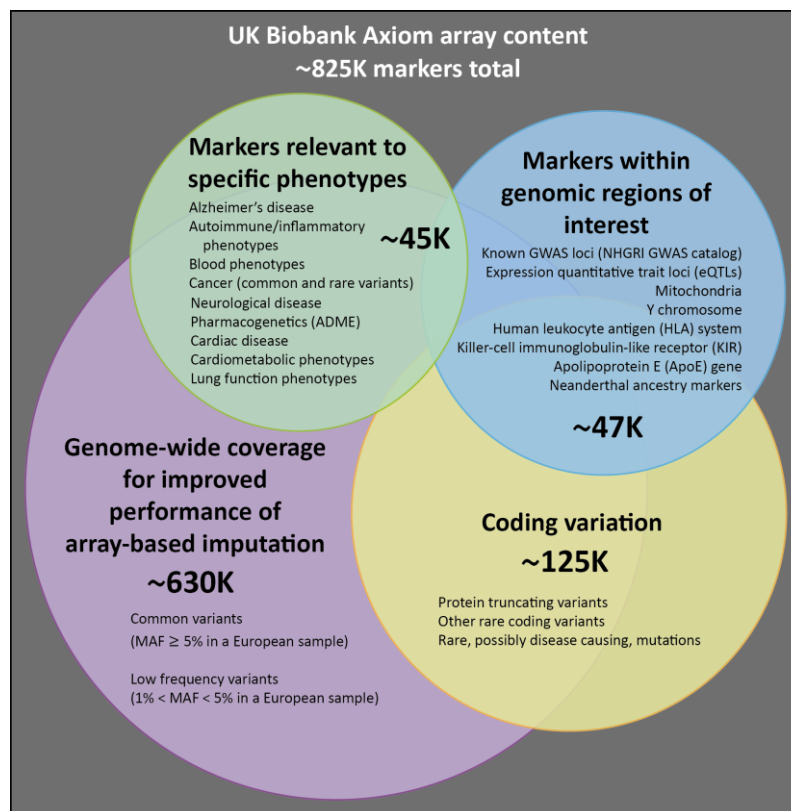 UK Biobank Axiom array content
~825K markers total
Markers relevant to
specific phenotypes
Alzheimer's disease
Autoimmune/inflammatory
phenotypes
Blood phenotypes
Cancer (common and rare variants)
Neurological disease
Pharmacogenetics (ADME)
Cardiac disease
Cardiometabolic phenotypes
Lung function phenotypes
~45K
Markers within
genomic regions of
interest
Known GWAS loci (NHGRI GWAS catalog)
Expression quantitative trait loci (eQTLs)
Mitochondria
Y chromosome
Human leukocyte antigen (HLA) system
Killer-cell immunoglobulin-like receptor (KIR)
Apolipoprotein E (ApoE) gene
Neanderthal ancestry markers
~47K
Genome-wide coverage
for improved
performance of
array-based imputation
~630K
Common variants
(MAF ≥ 5% in a European sample)
Low frequency variants
(1% < MAF < 5% in a European sample)
Coding variation
~125K
Protein truncating variants
Other rare coding variants
Rare, possibly disease causing, mutations